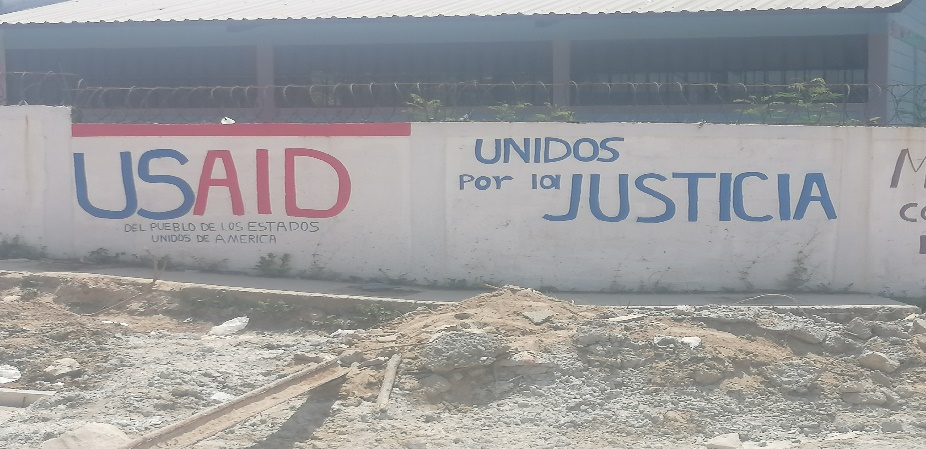 USAID
DEL PUEBLO DE LOS ESTADOS
UNIDOS DE AMERICA
UNIDOS
Por la JUSTICIA